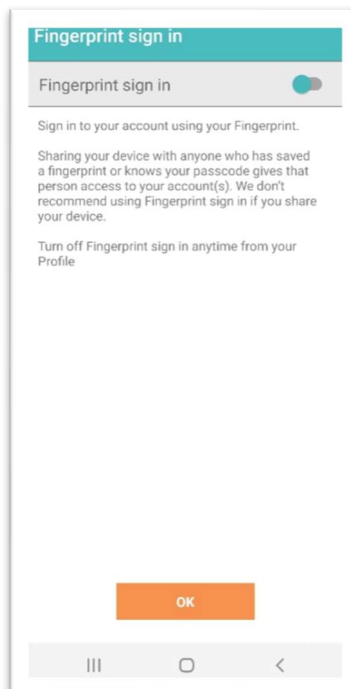 Fingerprint sign in
Fingerprint sign in
Sign in to your account using your Fingerprint.
Sharing your device with anyone who has saved
a fingerprint or knows your passcode gives that
person access to your account(s). We don't
recommend using Fingerprint sign in if you share
your device.
Turn off Fingerprint sign in anytime from your
Profile
OK